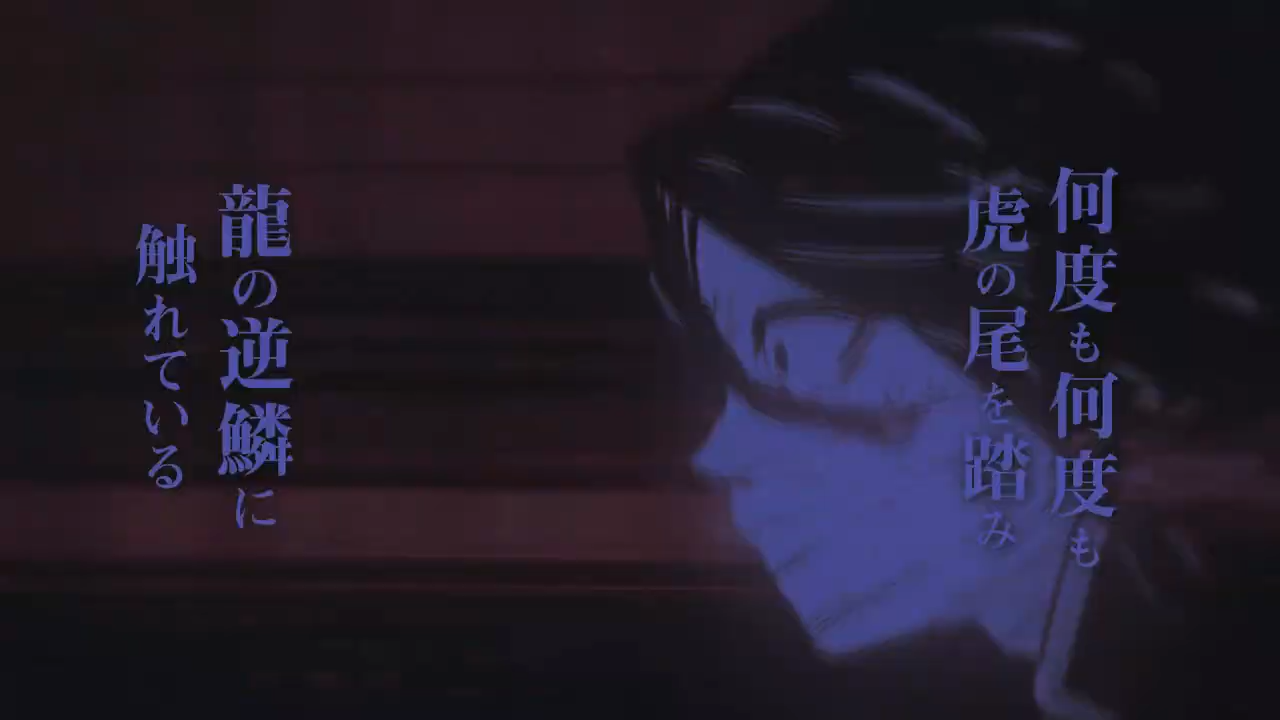 何度も何度も
虎の尾を踏み
龍の逆鱗に
触れている